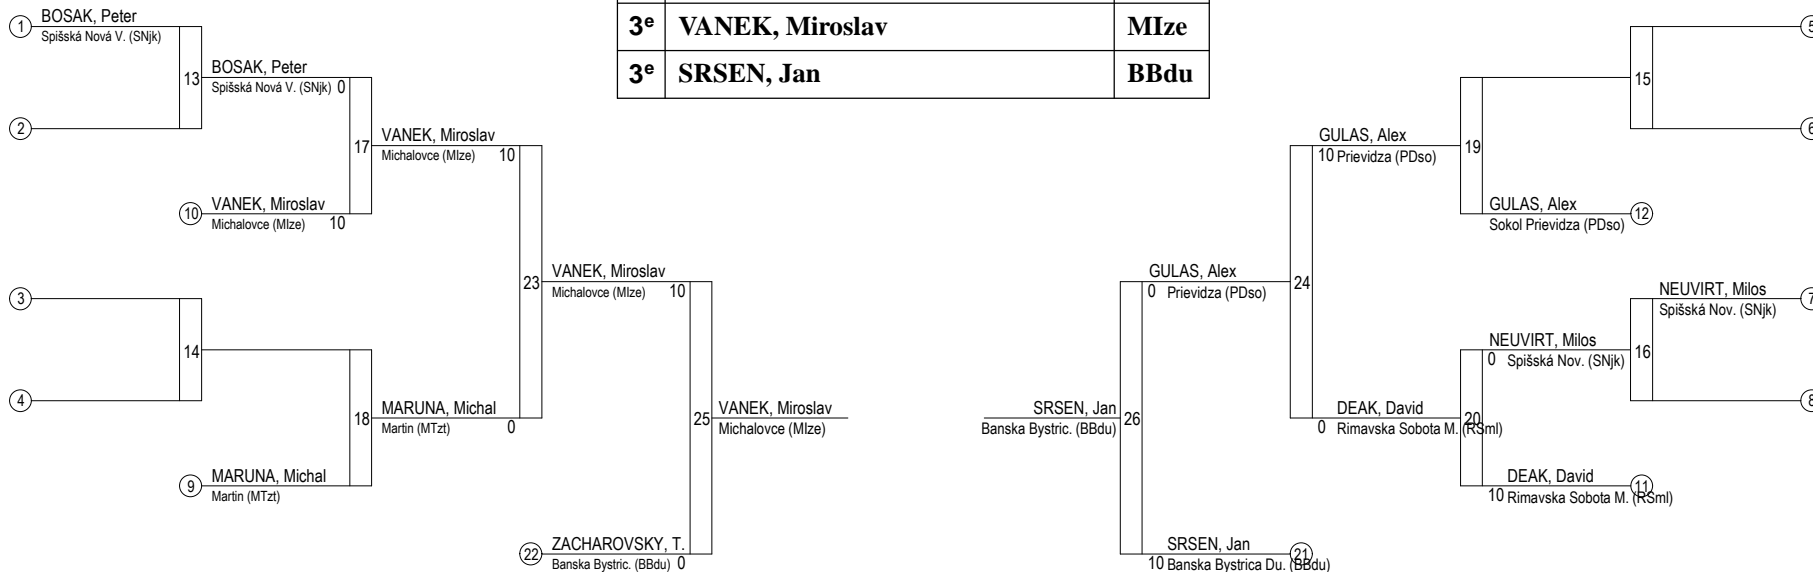 3e VANEK, Miroslav MIze
3e SRSEN, Jan BBdu
1 BOSAK, Peter
Spišská Nová V. (SNjk)
13 BOSAK, Peter
Spišská Nová V. (SNjk) 0
2
17 VANEK, Miroslav
Michalovce (MIze) 10
10 VANEK, Miroslav
Michalovce (MIze) 10
3
14
4
23 VANEK, Miroslav
Michalovce (MIze) 10
18 MARUNA, Michal
Martin (MTzt) 0
9 MARUNA, Michal
Martin (MTzt)
25 VANEK, Miroslav
Michalovce (MIze)
22 ZACHAROVSKY, T.
Banska Bystric. (BBdu) 0
5
15
6
GULAS, Alex 19
10 Prievidza (PDso)
GULAS, Alex 12
Sokol Prievidza (PDso)
GULAS, Alex 24
0 Prievidza (PDso)
NEUVIRT, Milos 7
Spišská Nov. (SNjk)
NEUVIRT, Milos 16
0 Spišská Nov. (SNjk)
8
SRSEN, Jan 26
Banska Bystric. (BBdu)
DEAK, David 20
0 Rimavska Sobota M. (RSml)
DEAK, David 11
10 Rimavska Sobota M. (RSml)
SRSEN, Jan 21
10 Banska Bystrica Du. (BBdu)